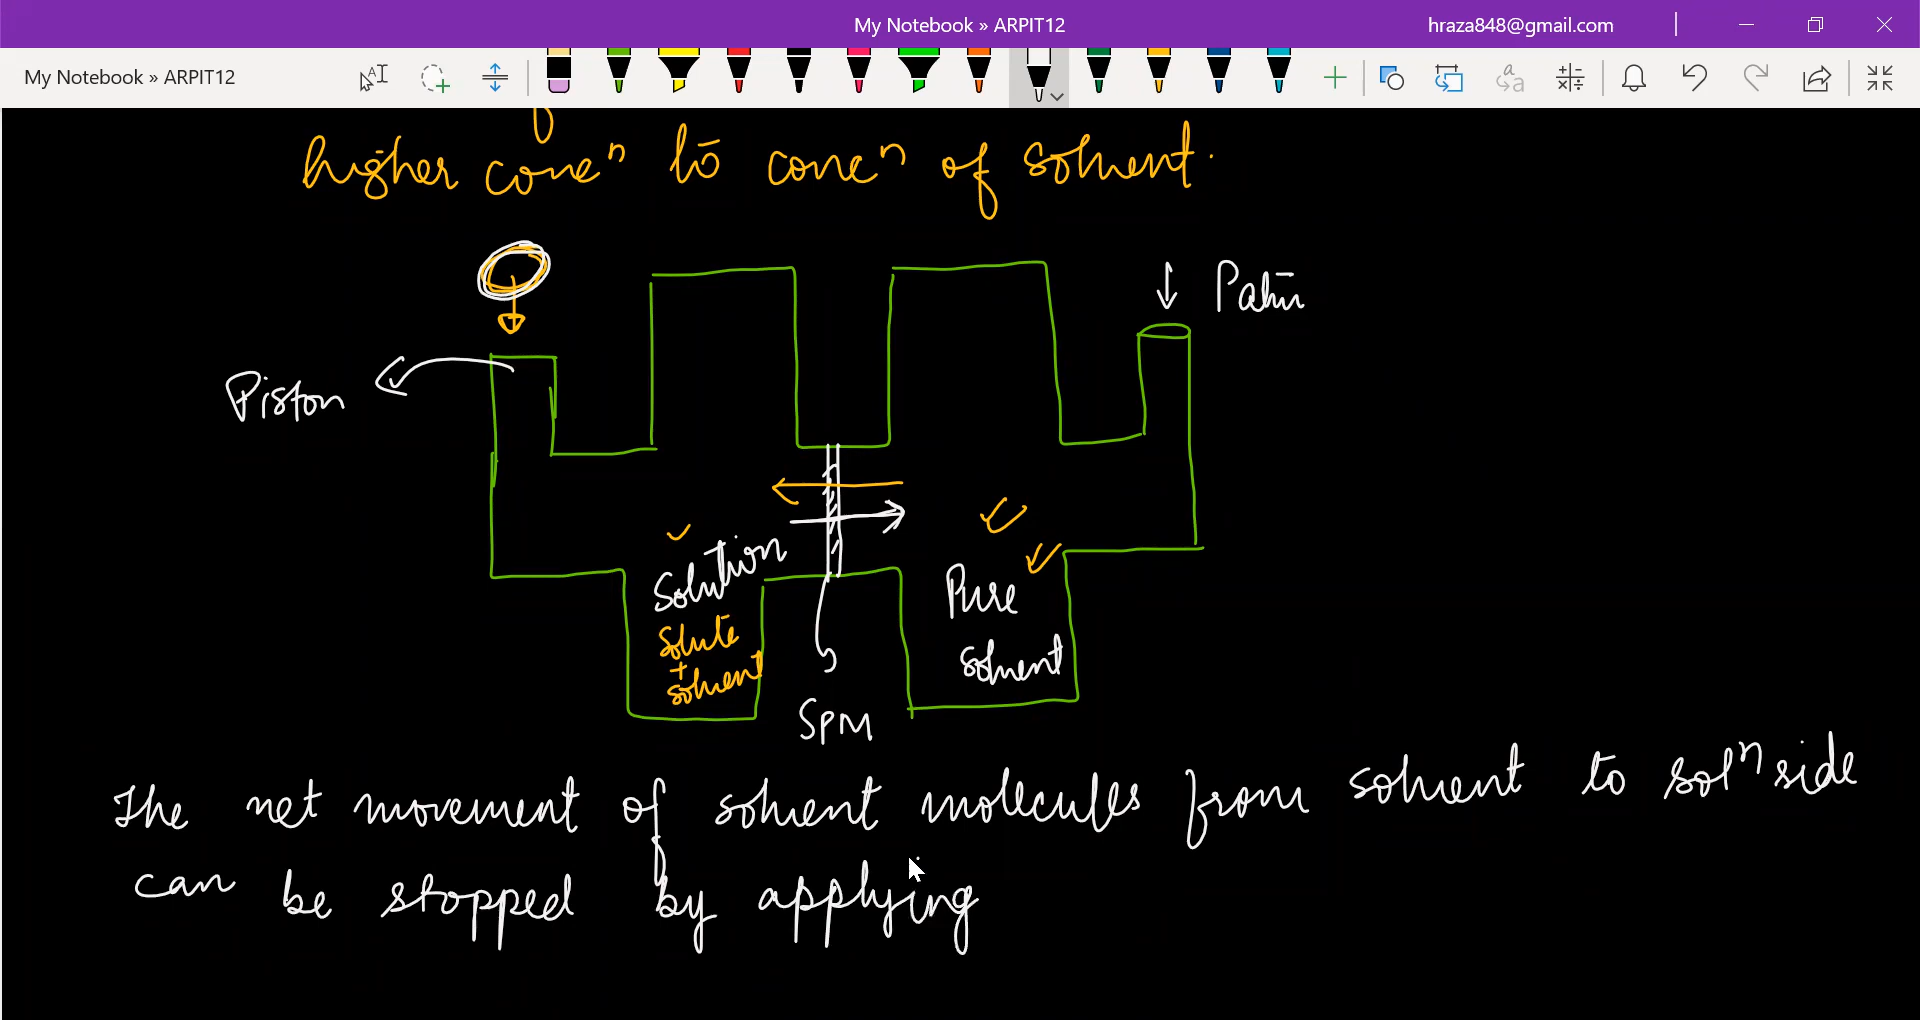 My Notebook » ARPIT12
hraza848@gmail.com
My Notebook » ARPIT12
higher concⁿ to concⁿ of solvent.
Patm
Piston
Solution
Solute
+
solvent
Pure
solvent
SPM
The net movement of solvent molecules from solvent to solⁿ side
can be stopped by applying